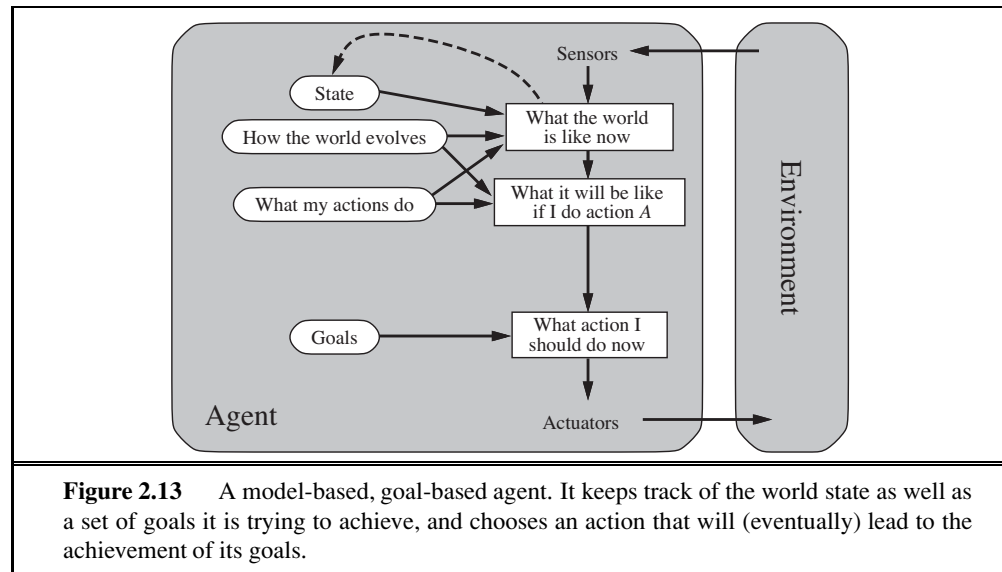 Sensors
State
What the world
is like now
How the world evolves
What it will be like
if I do action A
What my actions do
Environment
What action I
should do now
Goals
Agent
Actuators
Figure 2.13 A model-based, goal-based agent. It keeps track of the world state as well as
a set of goals it is trying to achieve, and chooses an action that will (eventually) lead to the
achievement of its goals.